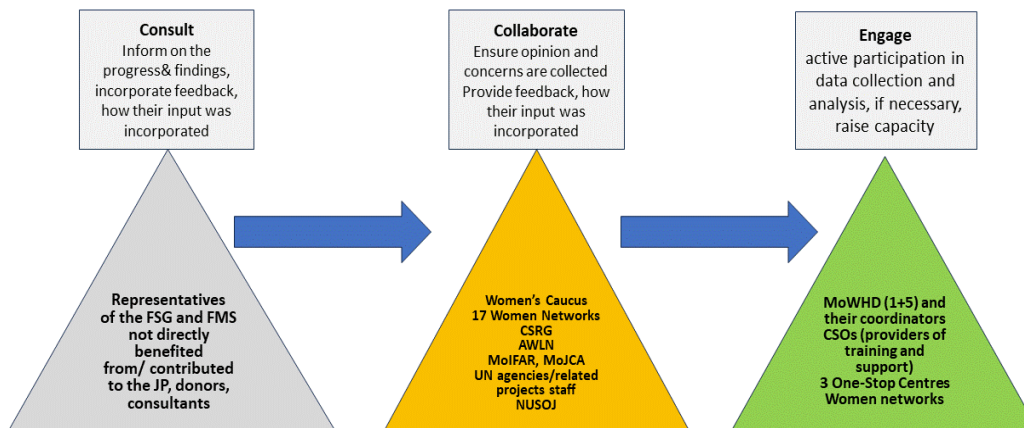 Consult
Inform on the
progress& findings,
incorporate feedback,
how their input was
incorporated
Representatives
of the FSG and FMS
not directly
benefited
from/ contributed
to the JP, donors,
consultants
Collaborate
Ensure opinion and
concerns are collected
Provide feedback, how
their input was
incorporated
Women's Caucus
17 Women Networks
CSRG
AWLN
MoIFAR, MoJCA
UN agencies/related
projects staff
NUSOJ
Engage
active participation in
data collection and
analysis, if necessary,
raise capacity
MoWHD (1+5) and
their coordinators
CSOs (providers of
training and
support)
3 One-Stop Centres
Women networks